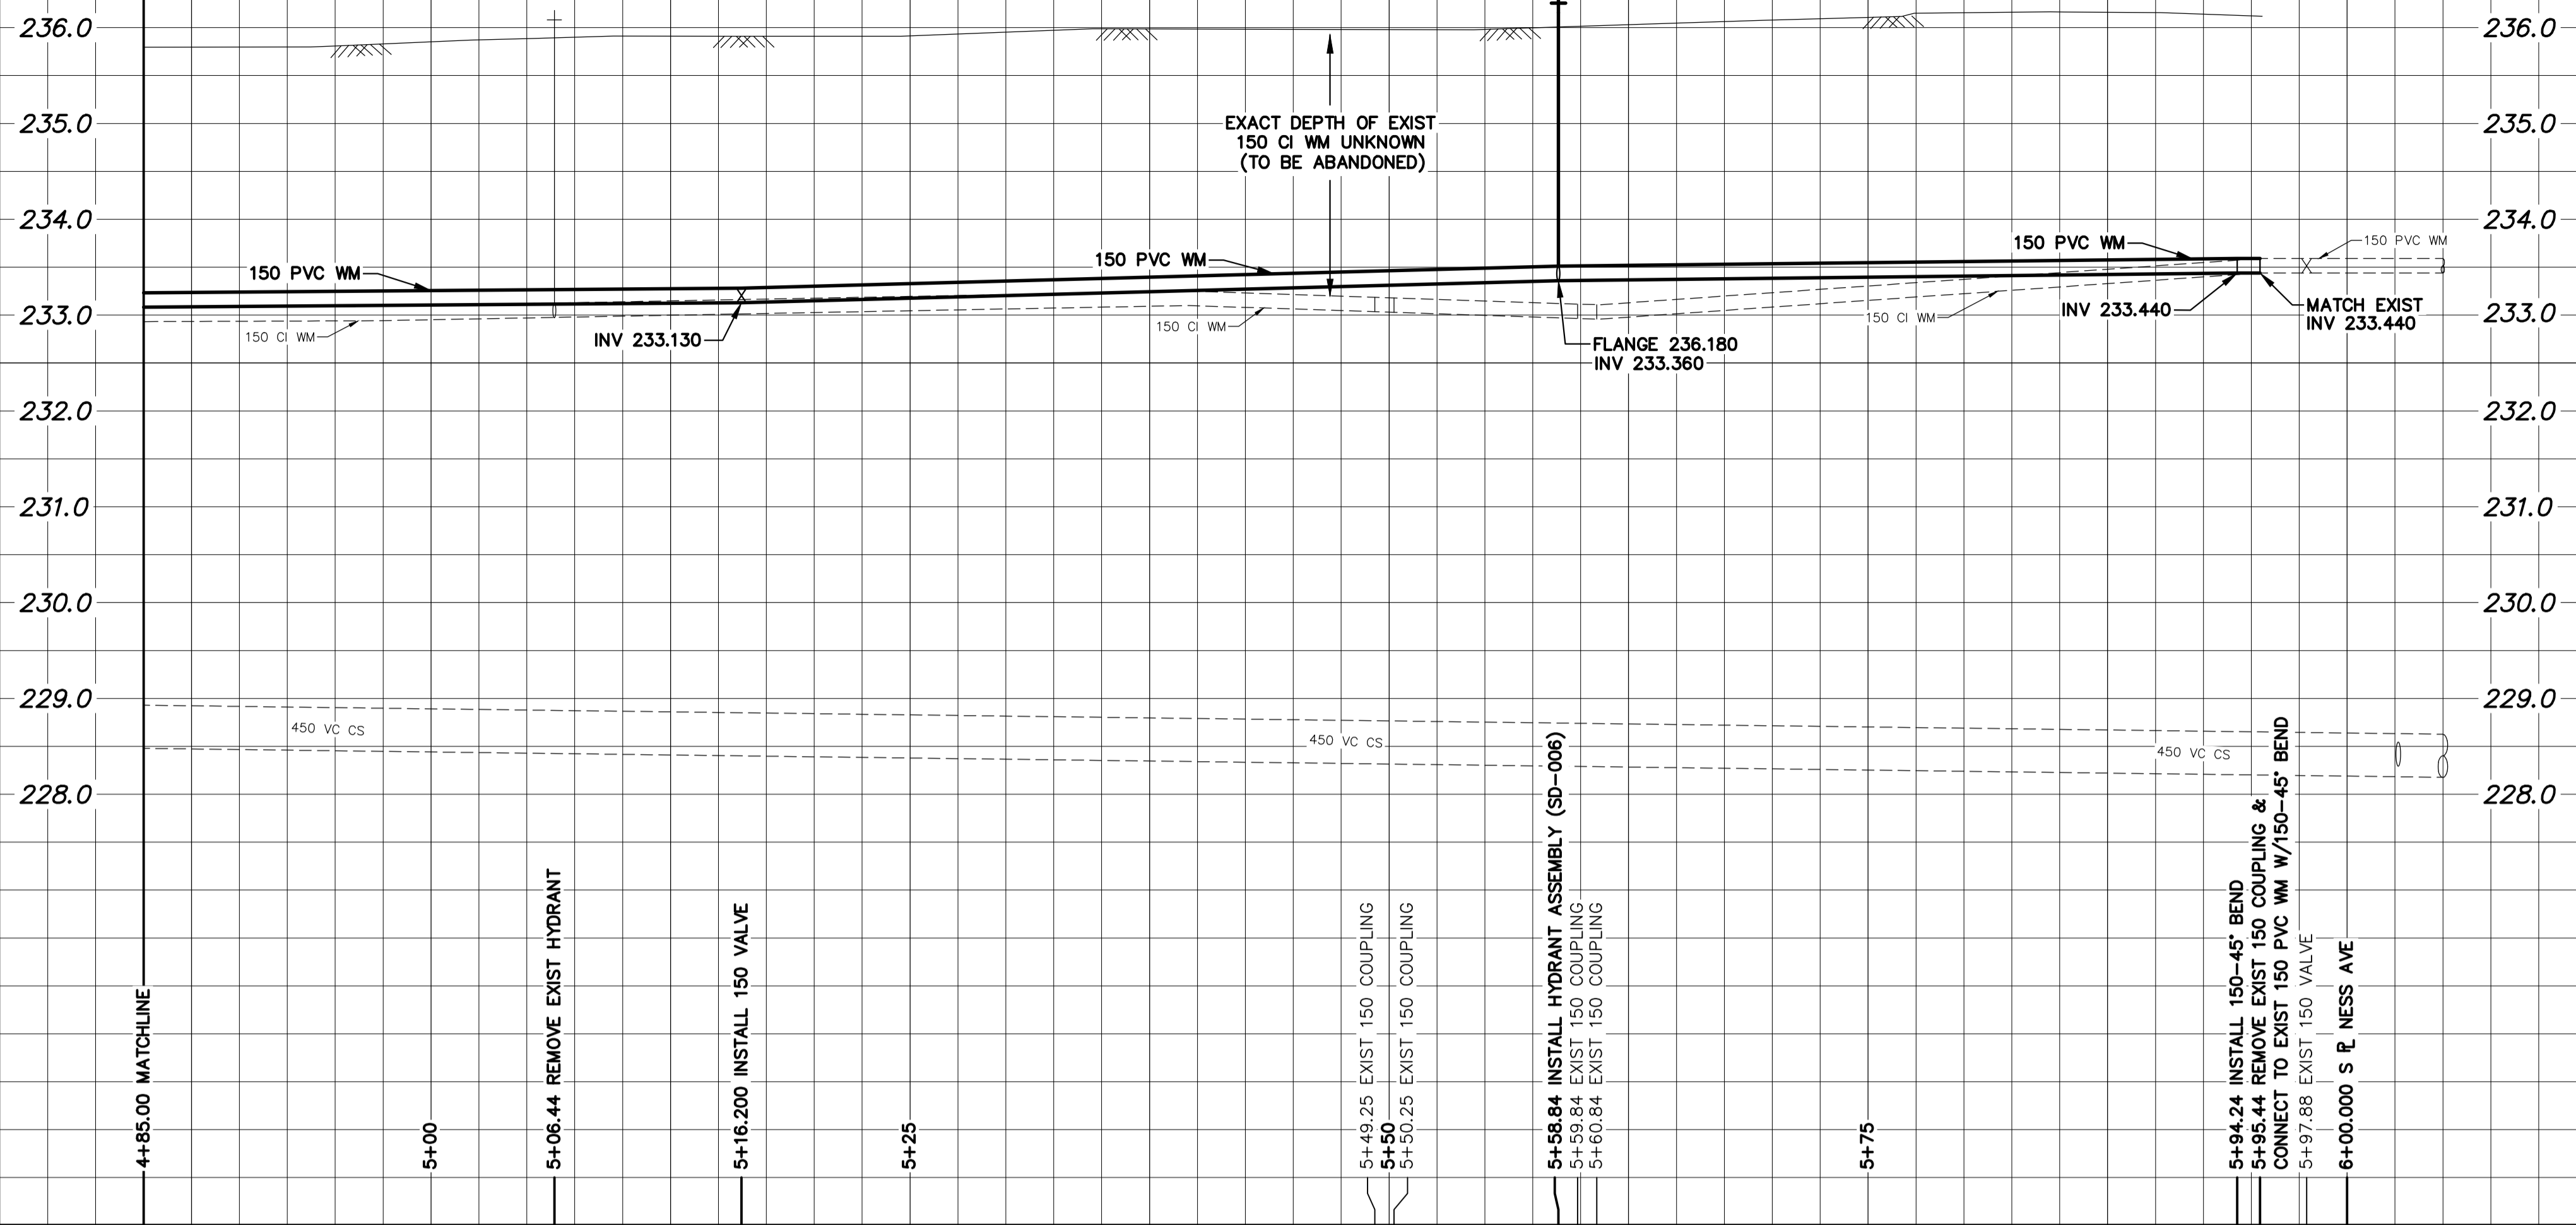 236.0
236.0
235.0
EXACT DEPTH OF EXIST
150 CI WM UNKNOWN
(TO BE ABANDONED)
235.0
234.0
234.0
150 PVC WM
150 PVC WM
150 PVC WM
150 PVC WM
233.0
150 CI WM
INV 233.130
150 CI WM
FLANGE 236.180
INV 233.360
150 CI WM
INV 233.440
MATCH EXIST
INV 233.440
233.0
232.0
232.0
231.0
231.0
230.0
230.0
229.0
229.0
450 VC CS
450 VC CS
450 VC CS
228.0
228.0
4+85.00 MATCHLINE
5+00
5+06.44 REMOVE EXIST HYDRANT
5+16.200 INSTALL 150 VALVE
5+25
5+49.25 EXIST 150 COUPLING
5+50
5+50.25 EXIST 150 COUPLING
5+58.84 INSTALL HYDRANT ASSEMBLY (SD-006)
5+59.84 EXIST 150 COUPLING
5+60.84 EXIST 150 COUPLING
5+75
5+94.24 INSTALL 150-45° BEND
5+95.44 REMOVE EXIST 150 COUPLING &
CONNECT TO EXIST 150 PVC WM W/150-45° BEND
5+97.88 EXIST 150 VALVE
6+00.000 S PL NESS AVE